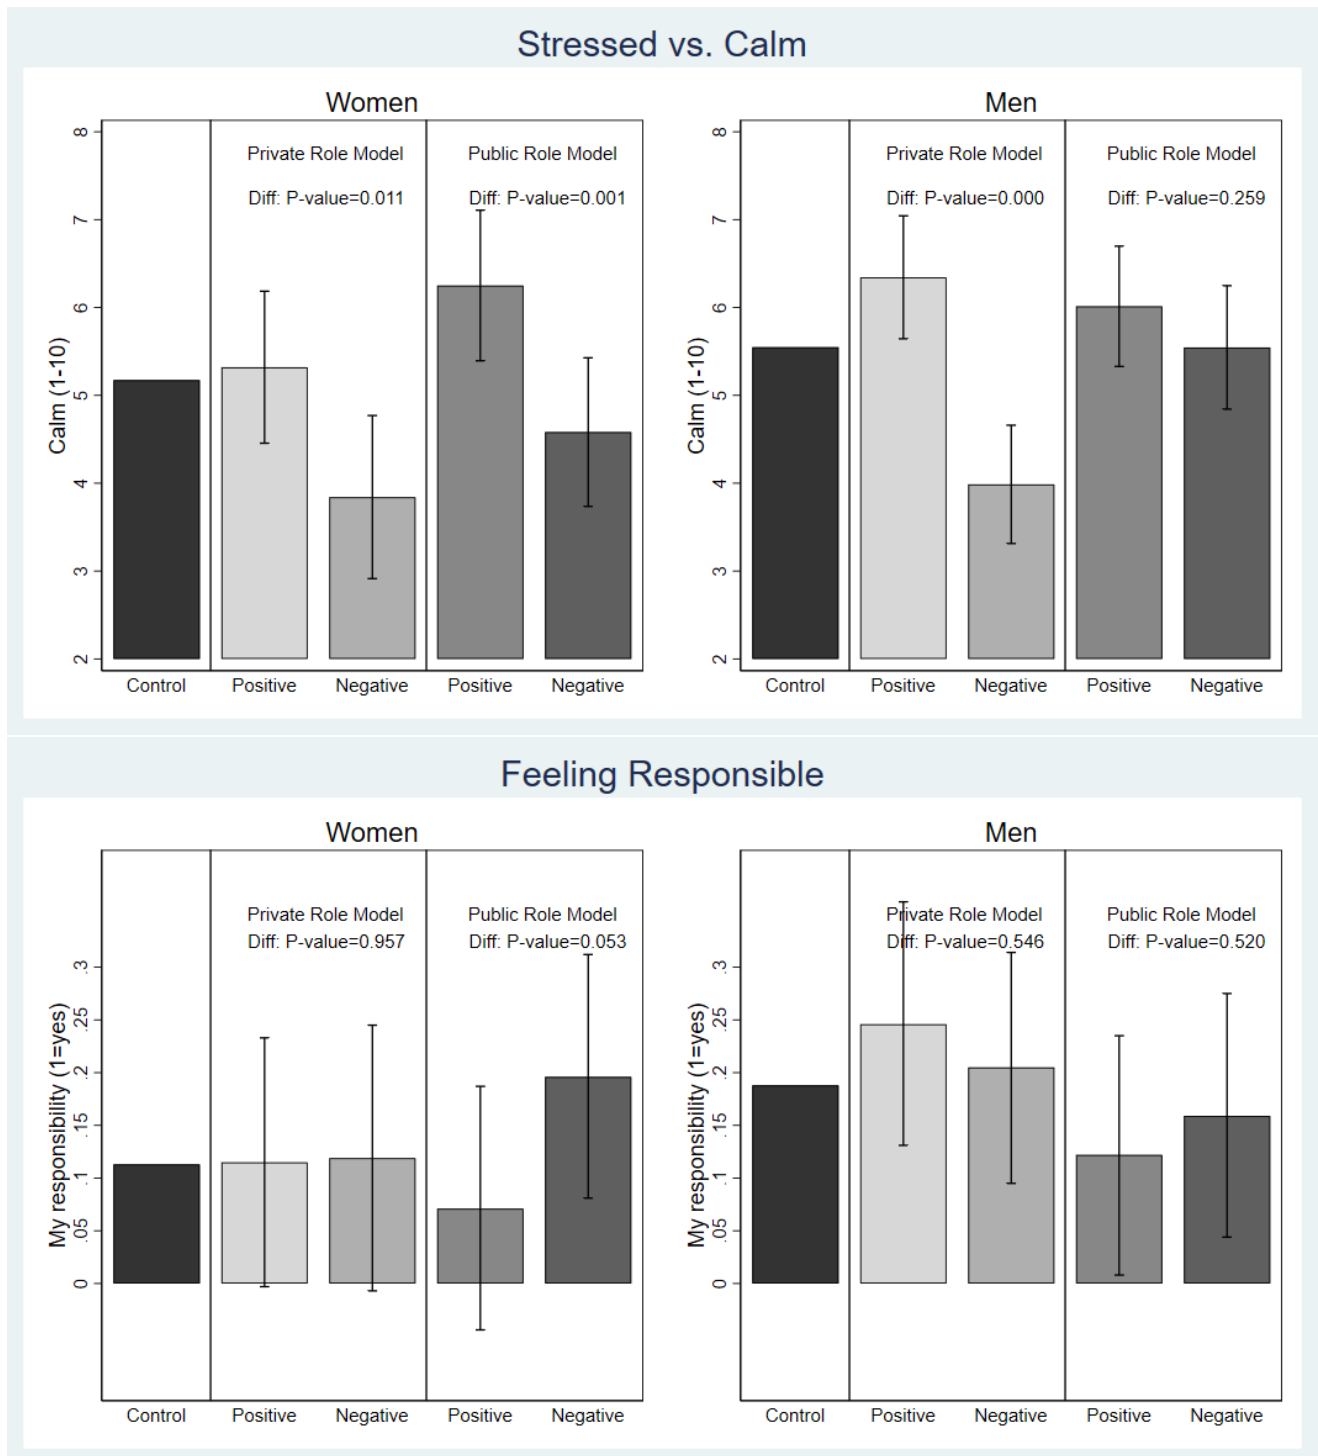 Stressed vs. Calm
Women
Private Role Model
Public Role Model
Diff: P-value=0.011
Diff: P-value=0.001
Calm (1-10)
8
7
6
5
4
3
2
Control
Positive
Negative
Positive
Negative
Men
Private Role Model
Public Role Model
Diff: P-value=0.000
Diff: P-value=0.259
Calm (1-10)
8
7
6
5
4
3
2
Control
Positive
Negative
Positive
Negative
Feeling Responsible
Women
Private Role Model
Public Role Model
Diff: P-value=0.957
Diff: P-value=0.053
My responsibility (1=yes)
.3
.25
.2
.15
.1
.05
0
Control
Positive
Negative
Positive
Negative
Men
Private Role Model
Public Role Model
Diff: P-value=0.546
Diff: P-value=0.520
My responsibility (1=yes)
.3
.25
.2
.15
.1
.05
0
Control
Positive
Negative
Positive
Negative